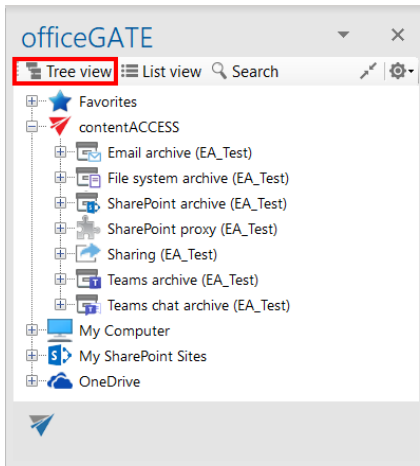 officeGATE
Tree view List view Search
Favorites
contentACCESS
Email archive (EA_Test)
File system archive (EA_Test)
SharePoint archive (EA_Test)
SharePoint proxy (EA_Test)
Sharing (EA_Test)
Teams archive (EA_Test)
Teams chat archive (EA_Test)
My Computer
My SharePoint Sites
OneDrive